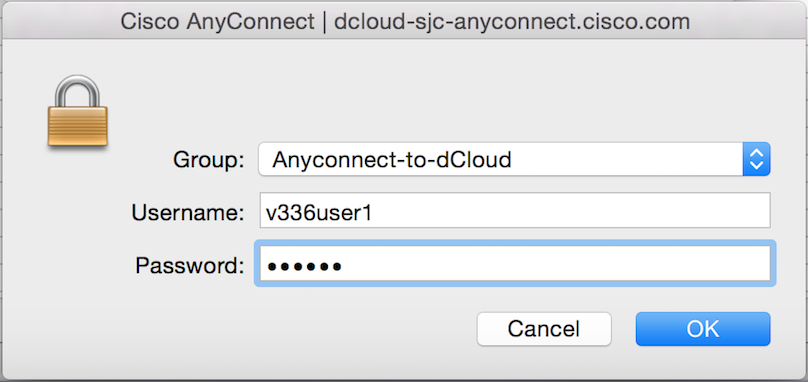 Cisco AnyConnect | dcloud-sjc-anyconnect.cisco.com
Group: Anyconnect-to-dCloud
Username: v336user1
Password: ••••••
Cancel OK